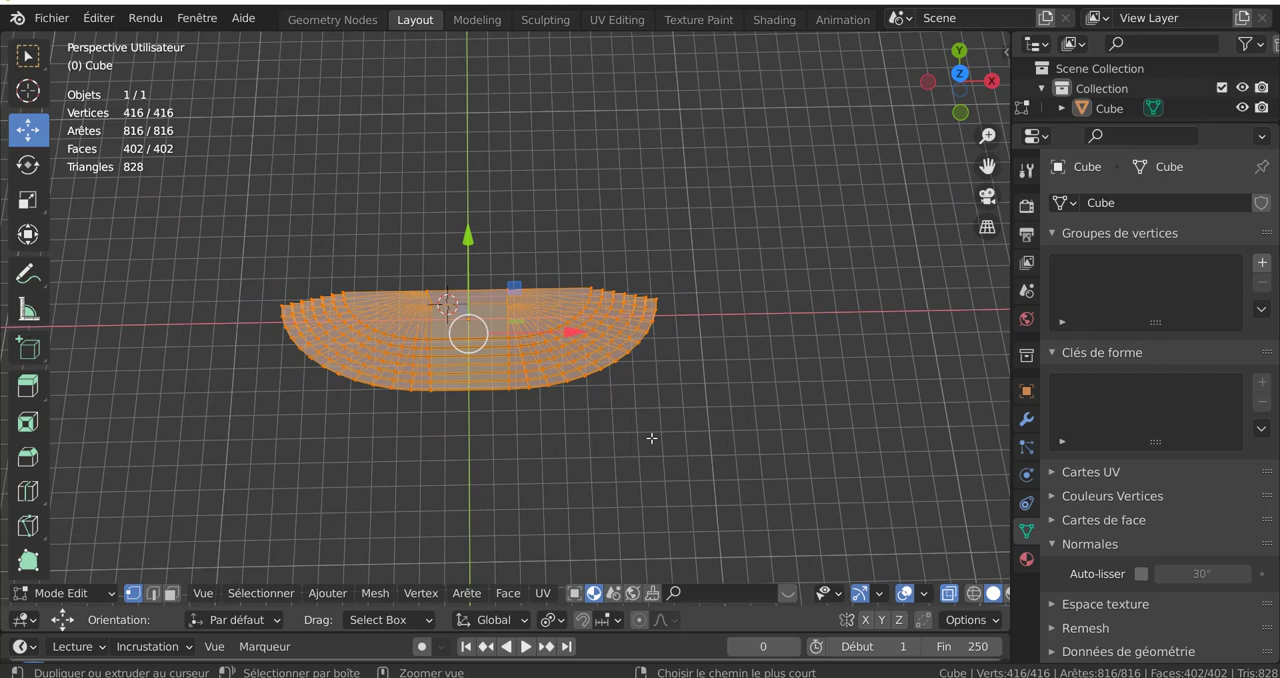 Fichier Éditer Rendu Fenêtre Aide Geometry Nodes Layout Modeling Sculpting UV Editing Texture Paint Shading Animation Scene View Layer
Perspective Utilisateur
(0) Cube
Objets 1 / 1
Vertices 416 / 416
Arêtes 816 / 816
Faces 402 / 402
Triangles 828
Y
Z
X
Scene Collection
Collection
Cube
Cube Cube
Cube
Groupes de vertices
Clés de forme
Cartes UV
Couleurs Vertices
Cartes de face
Normales
Auto-lisser 30°
Espace texture
Remesh
Données de géométrie
Mode Edit Vue Sélectionner Ajouter Mesh Vertex Arête Face UV
Orientation: Par défaut Drag: Select Box Global X Y Z Options
Lecture Incrustation Vue Marqueur 0 Début 1 Fin 250
Dupliquer ou extruder au curseur Sélectionner par boîte Zoomer vue Choisir le chemin le plus court Cube | Verts:416/416 | Arêtes:816/816 | Faces:402/402 | Tris:828